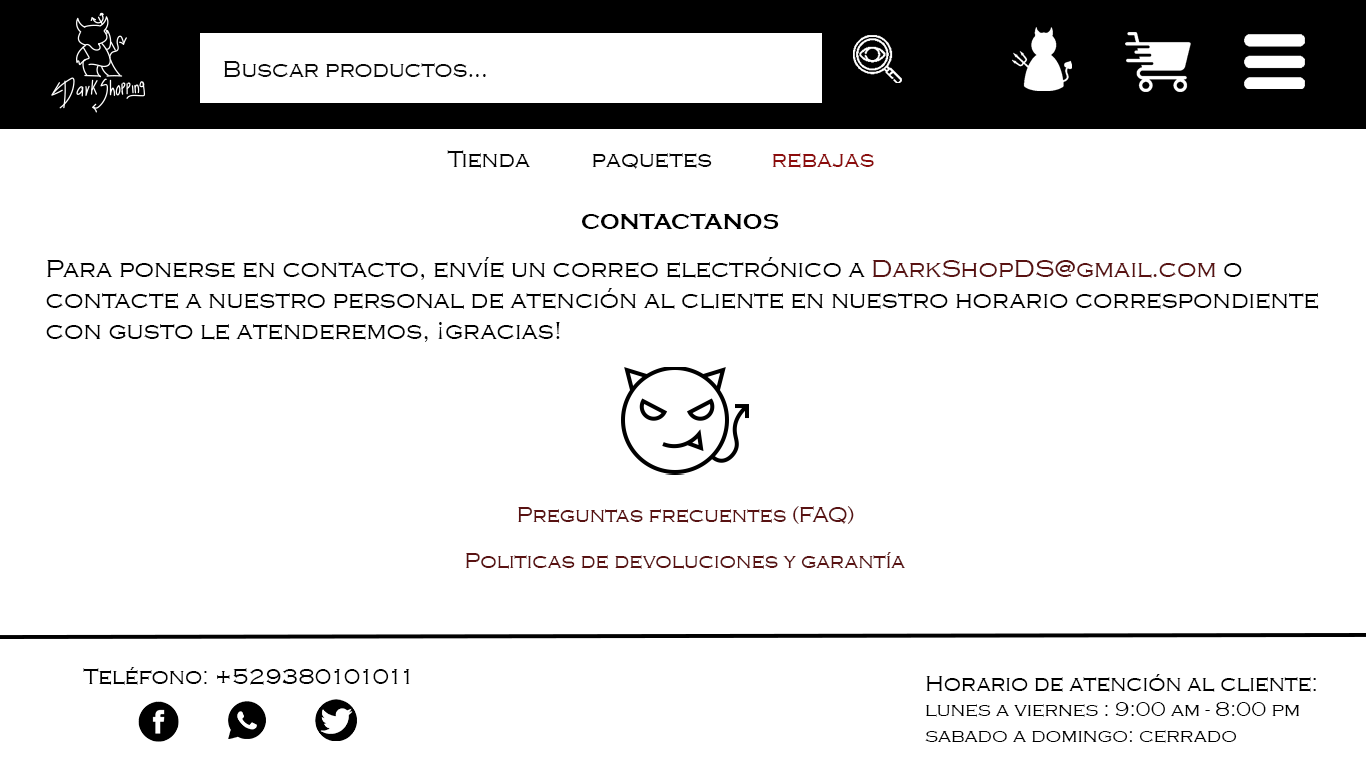 Dark Shopping
Buscar productos...
Tienda paquetes rebajas
contactanos
Para ponerse en contacto, envíe un correo electrónico a DarkShopDS@gmail.com o
contacte a nuestro personal de atención al cliente en nuestro horario correspondiente
con gusto le atenderemos, ¡gracias!
Preguntas frecuentes (FAQ)
Politicas de devoluciones y garantía
Teléfono: +529380101011
Horario de atención al cliente:
lunes a viernes : 9:00 am - 8:00 pm
sabado a domingo: cerrado